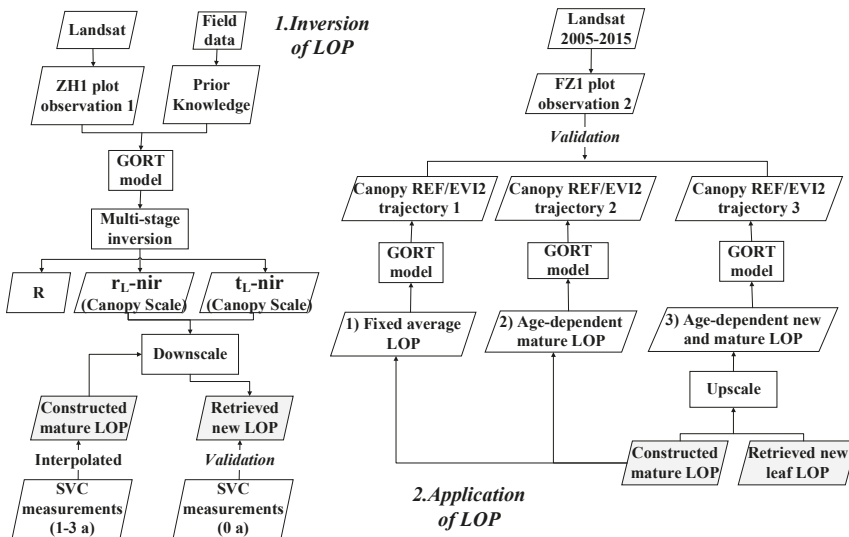 Landsat
Field
data
1.Inversion
of LOP
ZH1 plot
observation 1
Prior
Knowledge
GORT
model
Multi-stage
inversion
R
rL-nir
(Canopy Scale)
tL-nir
(Canopy Scale)
Downscale
Constructed
mature LOP
Retrieved
new LOP
Interpolated
Validation
SVC
measurements
(1-3 a)
SVC
measurements
(0 a)
Landsat
2005-2015
FZ1 plot
observation 2
Validation
Canopy REF/EVI2
trajectory 1
Canopy REF/EVI2
trajectory 2
Canopy REF/EVI2
trajectory 3
GORT
model
GORT
model
GORT
model
1) Fixed average
LOP
2) Age-dependent
mature LOP
3) Age-dependent new
and mature LOP
Upscale
Constructed
mature LOP
Retrieved new
leaf LOP
2.Application
of LOP